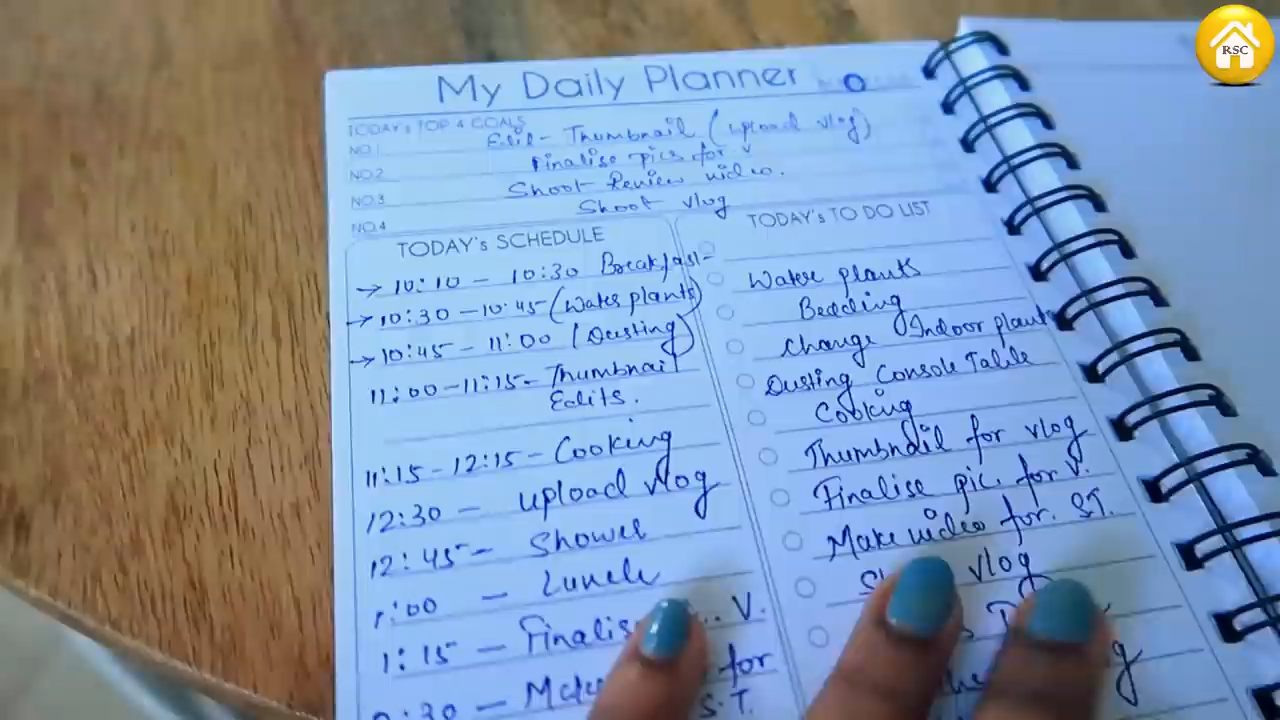 RSC
My Daily Planner
TODAY's TOP 4 GOALS
NO.1 Edit - Thumbnail (upload vlog)
NO.2 Finalise pics for V
NO.3 Shoot Review video.
NO.4 Shoot vlog
TODAY's SCHEDULE
→ 10:10 - 10:30 Breakfast
→ 10:30 - 10:45 (Water plants)
→ 10:45 - 11:00 (Dusting)
11:00 - 11:15 - Thumbnail
Edits.
11:15 - 12:15 - Cooking
12:30 - upload vlog
12:45 - Shower
1:00 - Lunch
1:15 - Finalise V.
:30 - Make for
S.T.
TODAY's TO DO LIST
Water plants
Bedding
Change Indoor plants
Dusting Console Table
Cooking
Thumbnail for vlog
Finalise pic. for V.
Make video for. S.T.
vlog